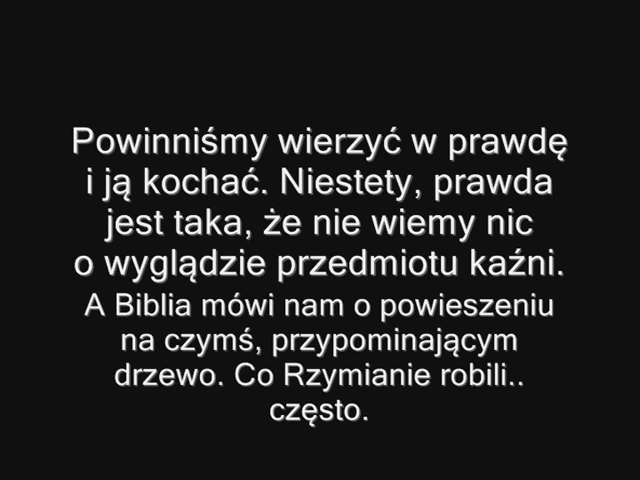 Powinniśmy wierzyć w prawdę
i ją kochać. Niestety, prawda
jest taka, że nie wiemy nic
o wyglądzie przedmiotu kaźni.
A Biblia mówi nam o powieszeniu
na czymś, przypominającym
drzewo. Co Rzymianie robili..
często.